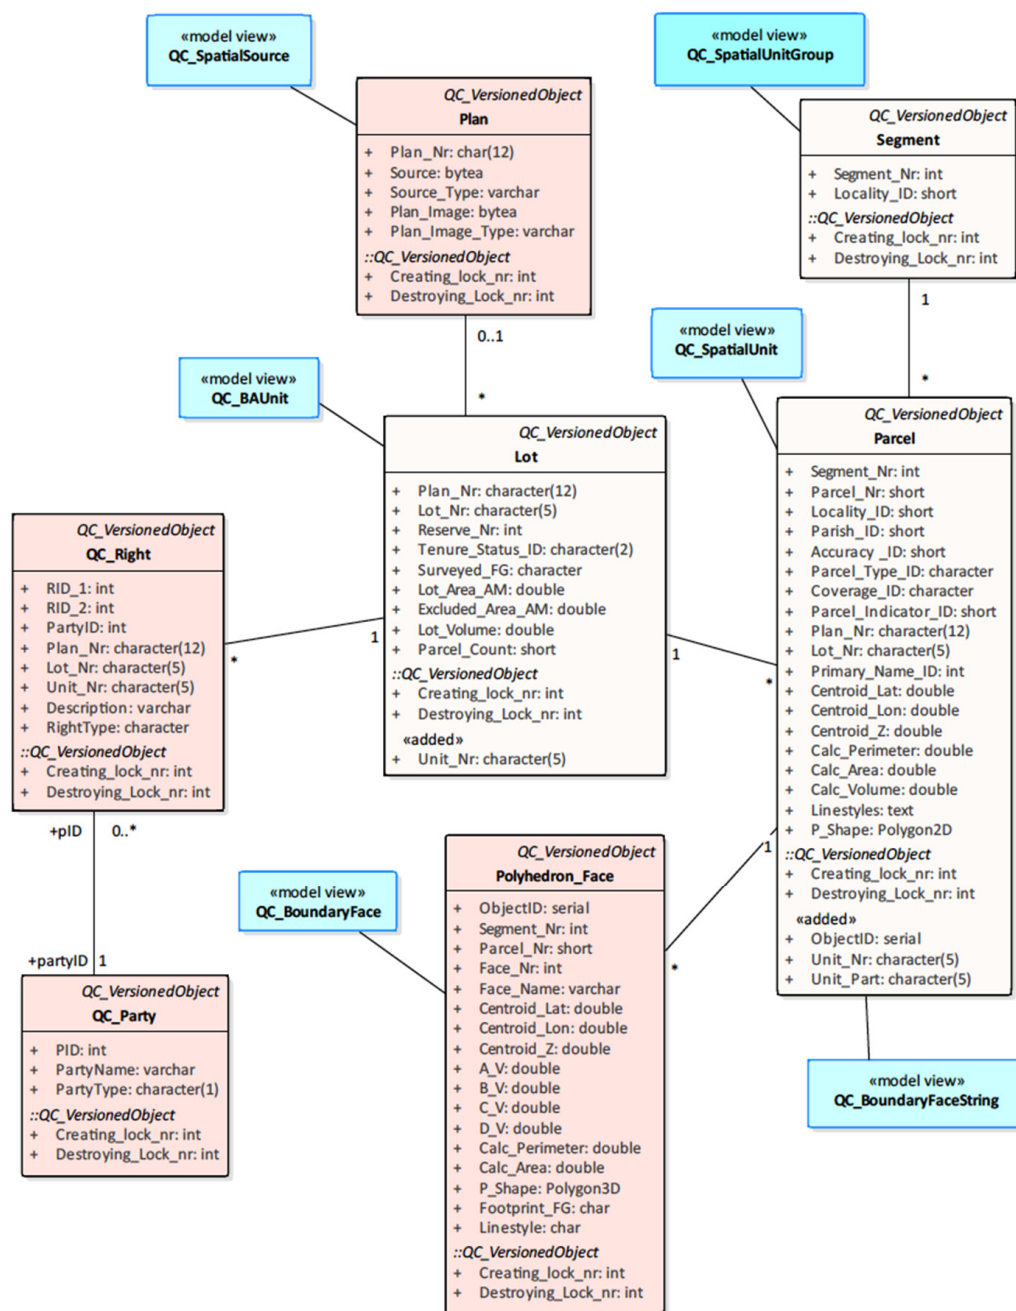 «model view»
QC_SpatialSource
«model view»
QC_SpatialUnitGroup
QC_VersionedObject
Plan
+ Plan_Nr: char(12)
+ Source: bytea
+ Source_Type: varchar
+ Plan_Image: bytea
+ Plan_Image_Type: varchar
::QC_VersionedObject
+ Creating_lock_nr: int
+ Destroying_Lock_nr: int
QC_VersionedObject
Segment
+ Segment_Nr: int
+ Locality_ID: short
::QC_VersionedObject
+ Creating_lock_nr: int
+ Destroying_Lock_nr: int
0..1
*
1
*
«model view»
QC_BAUnit
«model view»
QC_SpatialUnit
QC_VersionedObject
Lot
+ Plan_Nr: character(12)
+ Lot_Nr: character(5)
+ Reserve_Nr: int
+ Tenure_Status_ID: character(2)
+ Surveyed_FG: character
+ Lot_Area_AM: double
+ Excluded_Area_AM: double
+ Lot_Volume: double
+ Parcel_Count: short
::QC_VersionedObject
+ Creating_lock_nr: int
+ Destroying_Lock_nr: int
«added»
+ Unit_Nr: character(5)
QC_VersionedObject
Parcel
+ Segment_Nr: int
+ Parcel_Nr: short
+ Locality_ID: short
+ Parish_ID: short
+ Accuracy _ID: short
+ Parcel_Type_ID: character
+ Coverage_ID: character
+ Parcel_Indicator_ID: short
+ Plan_Nr: character(12)
+ Lot_Nr: character(5)
+ Primary_Name_ID: int
+ Centroid_Lat: double
+ Centroid_Lon: double
+ Centroid_Z: double
+ Calc_Perimeter: double
+ Calc_Area: double
+ Calc_Volume: double
+ Linestyles: text
+ P_Shape: Polygon2D
::QC_VersionedObject
+ Creating_lock_nr: int
+ Destroying_Lock_nr: int
«added»
+ ObjectID: serial
+ Unit_Nr: character(5)
+ Unit_Part: character(5)
QC_VersionedObject
QC_Right
+ RID_1: int
+ RID_2: int
+ PartyID: int
+ Plan_Nr: character(12)
+ Lot_Nr: character(5)
+ Unit_Nr: character(5)
+ Description: varchar
+ RightType: character
::QC_VersionedObject
+ Creating_lock_nr: int
+ Destroying_Lock_nr: int
*
1
1
*
+pID
0..*
+partyID
1
QC_VersionedObject
QC_Party
+ PID: int
+ PartyName: varchar
+ PartyType: character(1)
::QC_VersionedObject
+ Creating_lock_nr: int
+ Destroying_Lock_nr: int
«model view»
QC_BoundaryFace
QC_VersionedObject
Polyhedron_Face
+ ObjectID: serial
+ Segment_Nr: int
+ Parcel_Nr: short
+ Face_Nr: int
+ Face_Name: varchar
+ Centroid_Lat: double
+ Centroid_Lon: double
+ Centroid_Z: double
+ A_V: double
+ B_V: double
+ C_V: double
+ D_V: double
+ Calc_Perimeter: double
+ Calc_Area: double
+ P_Shape: Polygon3D
+ Footprint_FG: char
+ Linestyle: char
::QC_VersionedObject
+ Creating_lock_nr: int
+ Destroying_Lock_nr: int
1
*
«model view»
QC_BoundaryFaceString